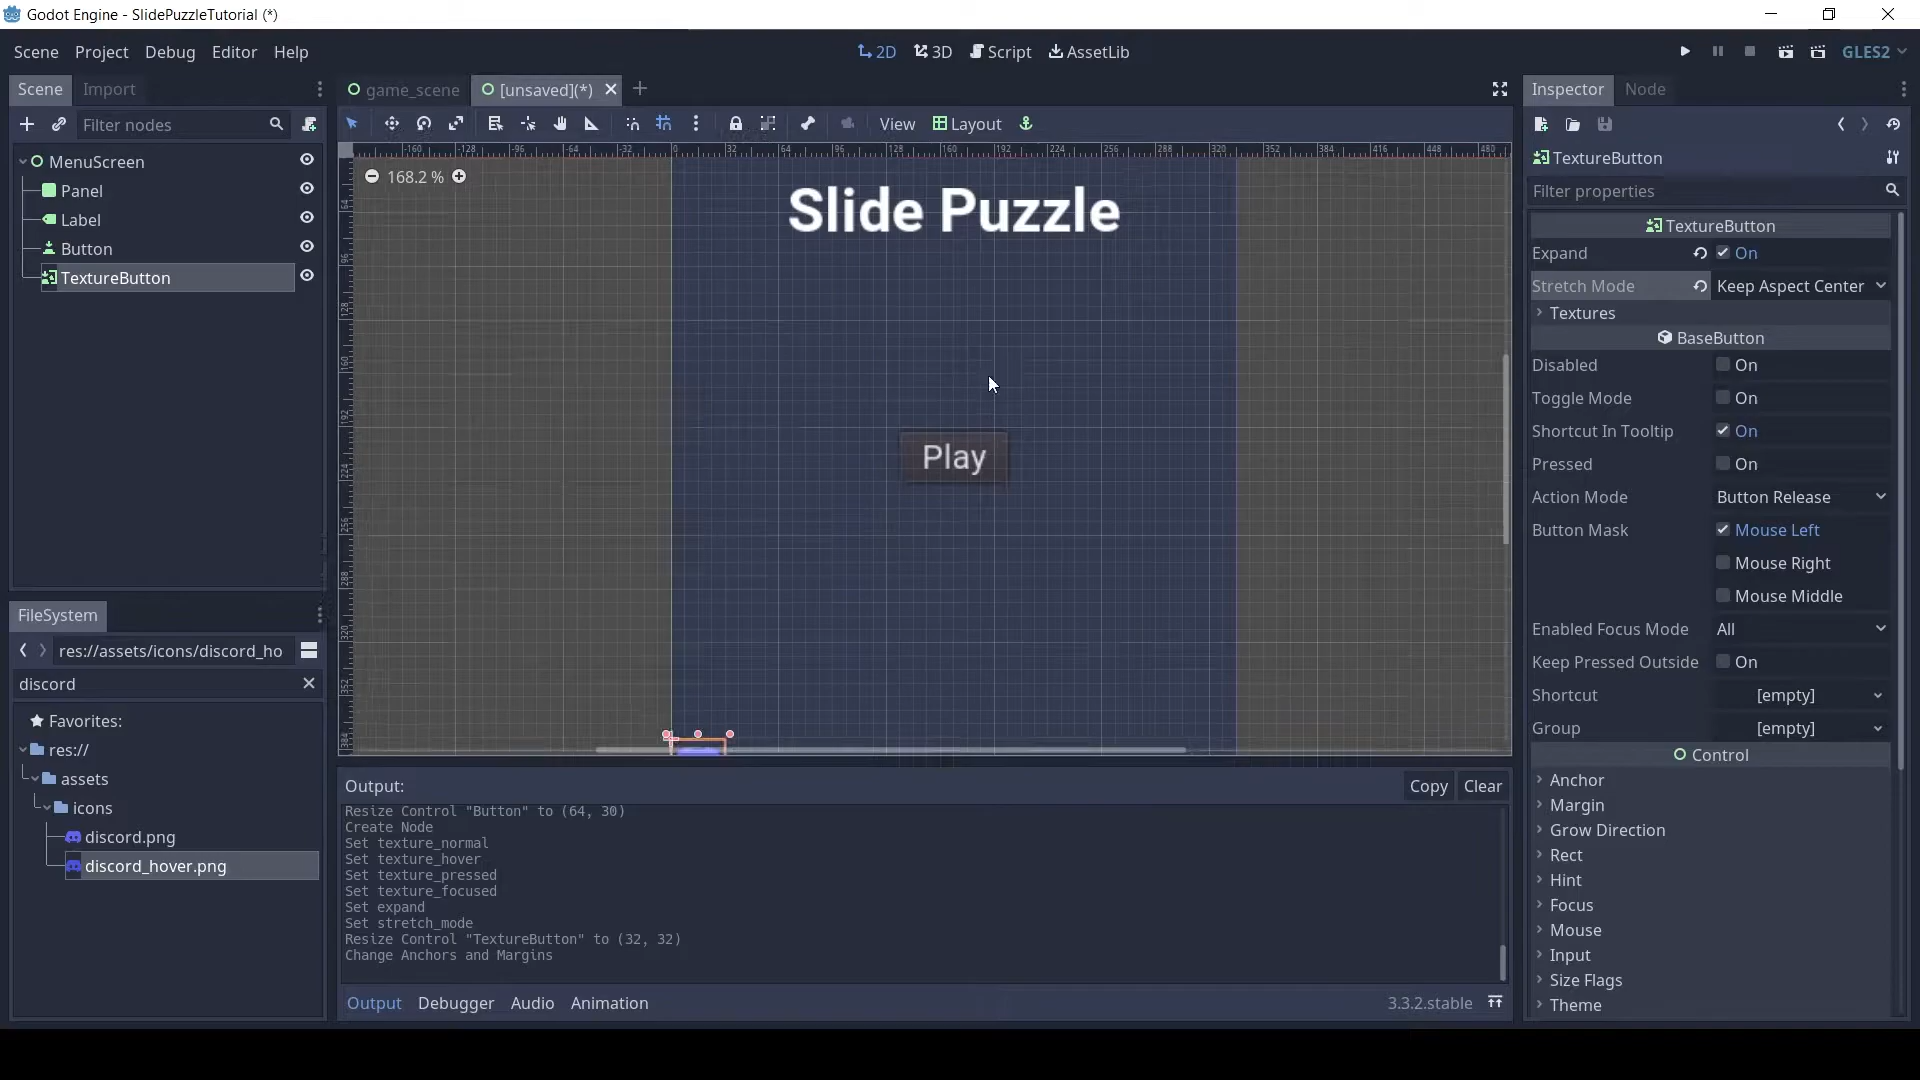 Godot Engine - SlidePuzzleTutorial (*)
Scene Project Debug Editor Help
2D 3D Script AssetLib
GLES2
Scene Import
game_scene [unsaved](*)
Inspector Node
Filter nodes
View Layout
TextureButton
MenuScreen
Panel
Label
Button
TextureButton
168.2 %
Slide Puzzle
Play
Filter properties
TextureButton
Expand On
Stretch Mode Keep Aspect Center
Textures
BaseButton
Disabled On
Toggle Mode On
Shortcut In Tooltip On
Pressed On
Action Mode Button Release
Button Mask Mouse Left
Mouse Right
Mouse Middle
Enabled Focus Mode All
Keep Pressed Outside On
Shortcut [empty]
Group [empty]
Control
Anchor
Margin
Grow Direction
Rect
Hint
Focus
Mouse
Input
Size Flags
Theme
FileSystem
res://assets/icons/discord_ho
discord
Favorites:
res://
assets
icons
discord.png
discord_hover.png
Output: Copy Clear
Resize Control "Button" to (64, 30)
Create Node
Set texture_normal
Set texture_hover
Set texture_pressed
Set texture_focused
Set expand
Set stretch_mode
Resize Control "TextureButton" to (32, 32)
Change Anchors and Margins
Output Debugger Audio Animation 3.3.2.stable